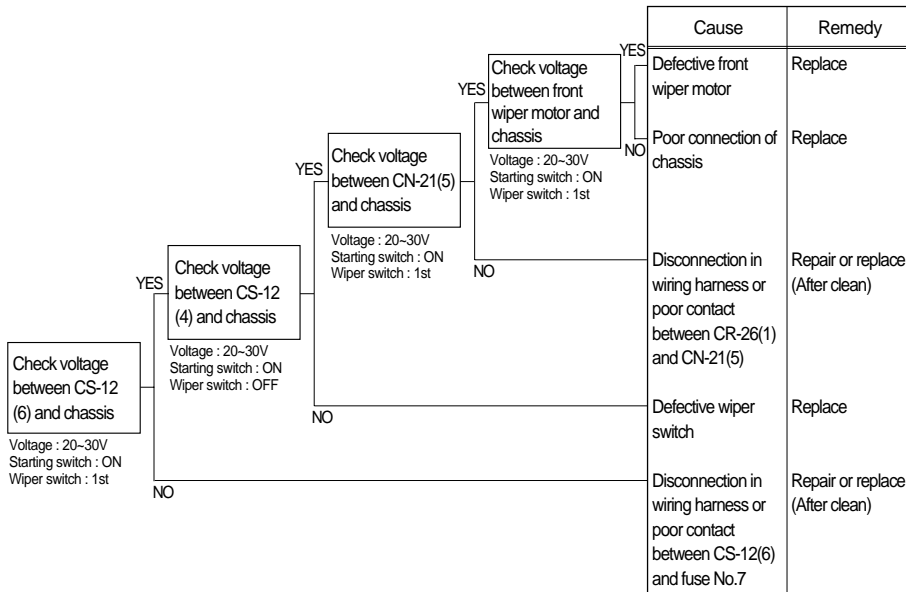 Cause
Remedy
YES
Defective front
wiper motor
Replace
NO
Poor connection of
chassis
Replace
YES
Check voltage
between front
wiper motor and
chassis
Voltage : 20~30V
Starting switch : ON
Wiper switch : 1st
YES
Check voltage
between CN-21(5)
and chassis
Voltage : 20~30V
Starting switch : ON
Wiper switch : 1st
NO
Disconnection in
wiring harness or
poor contact
between CR-26(1)
and CN-21(5)
Repair or replace
(After clean)
YES
Check voltage
between CS-12
(4) and chassis
Voltage : 20~30V
Starting switch : ON
Wiper switch : OFF
NO
Defective wiper
switch
Replace
Check voltage
between CS-12
(6) and chassis
Voltage : 20~30V
Starting switch : ON
Wiper switch : 1st
NO
Disconnection in
wiring harness or
poor contact
between CS-12(6)
and fuse No.7
Repair or replace
(After clean)